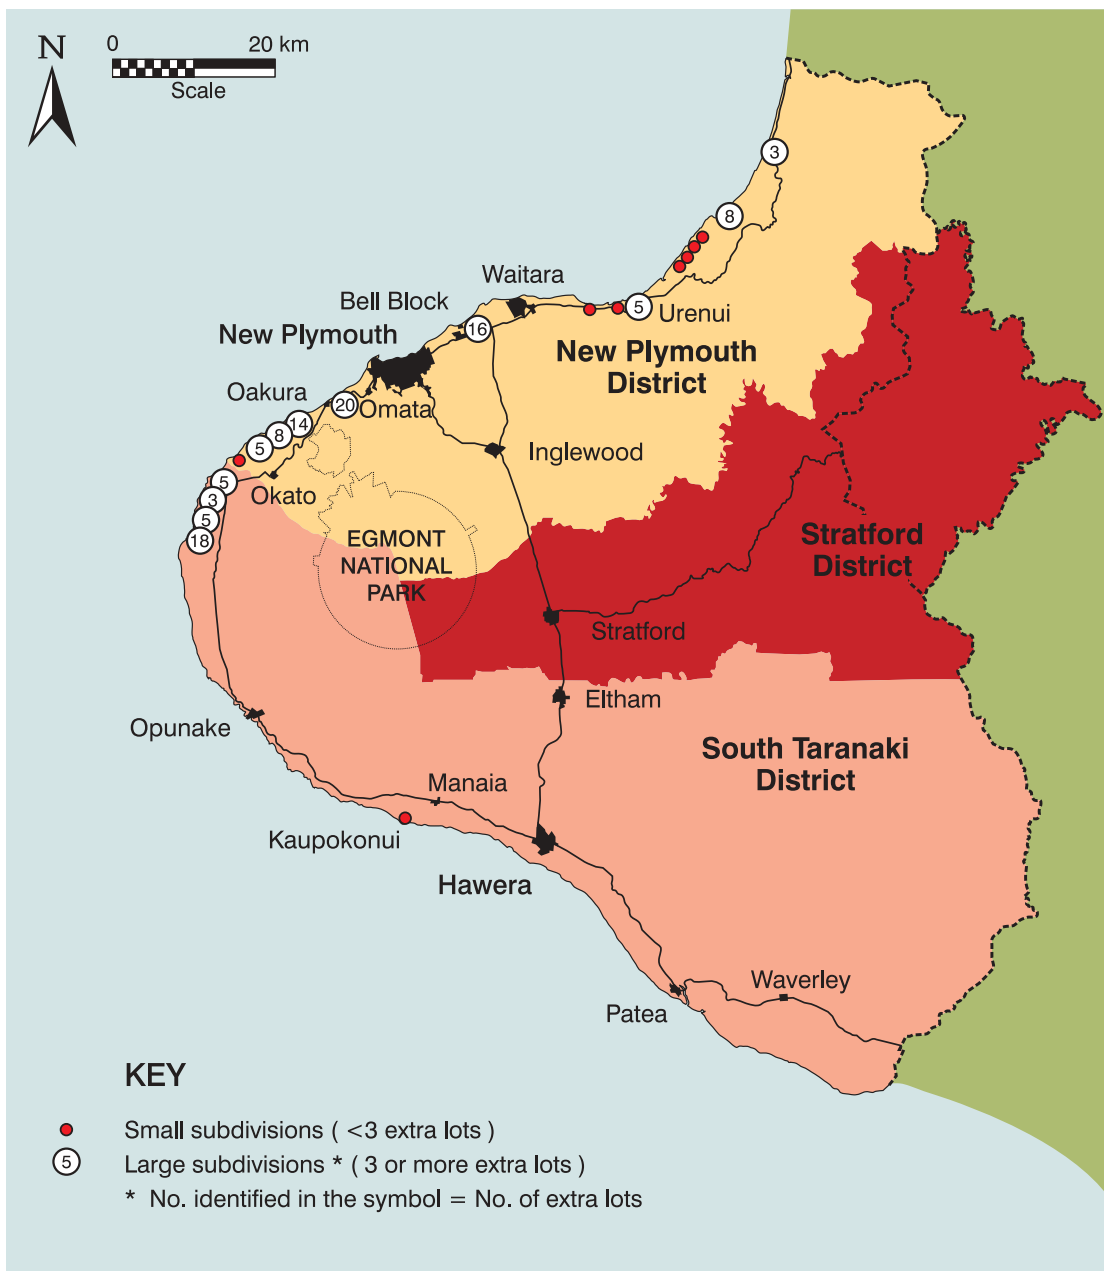 N
0 20 km
Scale
3
8
Waitara
Bell Block
5
Urenui
16
New Plymouth
New Plymouth
District
Oakura
20
Omata
14
8
5
Inglewood
5
Okato
3
5
18
EGMONT
NATIONAL
PARK
Stratford
District
Stratford
Eltham
Opunake
South Taranaki
District
Manaia
Kaupokonui
Hawera
Waverley
Patea
KEY
Small subdivisions ( <3 extra lots )
5 Large subdivisions * ( 3 or more extra lots )
* No. identified in the symbol = No. of extra lots